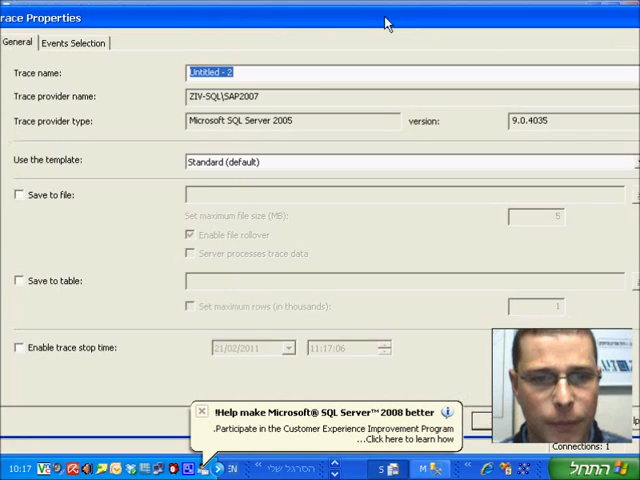 race Properties
General
Events Selection
Trace name:
Untitled - 2
Trace provider name:
ZIV-SQL\SAP2007
Trace provider type:
Microsoft SQL Server 2005
version:
9.0.4035
Use the template:
Standard (default)
Save to file:
Set maximum file size (MB):
5
Enable file rollover
Server processes trace data
Save to table:
Set maximum rows (in thousands):
1
Enable trace stop time:
21/02/2011
11:17:06
!Help make Microsoft® SQL Server™ 2008 better
.Participate in the Customer Experience Improvement Program
...Click here to learn how
Connections: 1
10:17
EN
הסרגל שלי
S
M
התחל